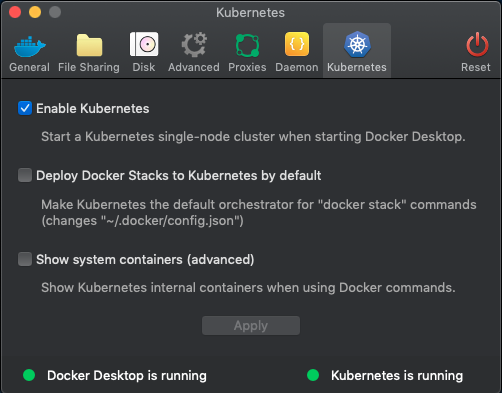 Kubernetes
General File Sharing Disk Advanced Proxies Daemon Kubernetes Reset
Enable Kubernetes
Start a Kubernetes single-node cluster when starting Docker Desktop.
Deploy Docker Stacks to Kubernetes by default
Make Kubernetes the default orchestrator for "docker stack" commands
(changes "~/.docker/config.json")
Show system containers (advanced)
Show Kubernetes internal containers when using Docker commands.
Apply
Docker Desktop is running Kubernetes is running